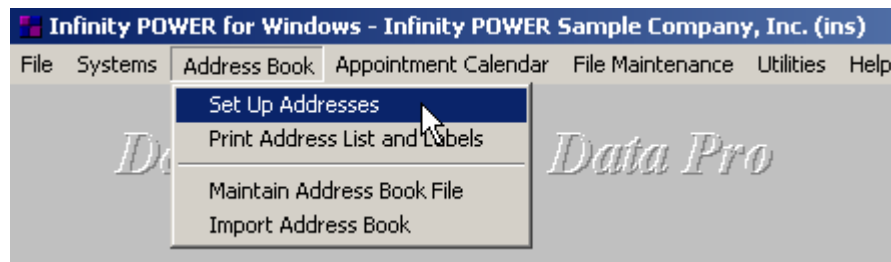 Infinity POWER for Windows - Infinity POWER Sample Company, Inc. (ins)
File Systems Address Book Appointment Calendar File Maintenance Utilities Help
Set Up Addresses
Print Address List and Labels
Data Pro
Maintain Address Book File
Import Address Book